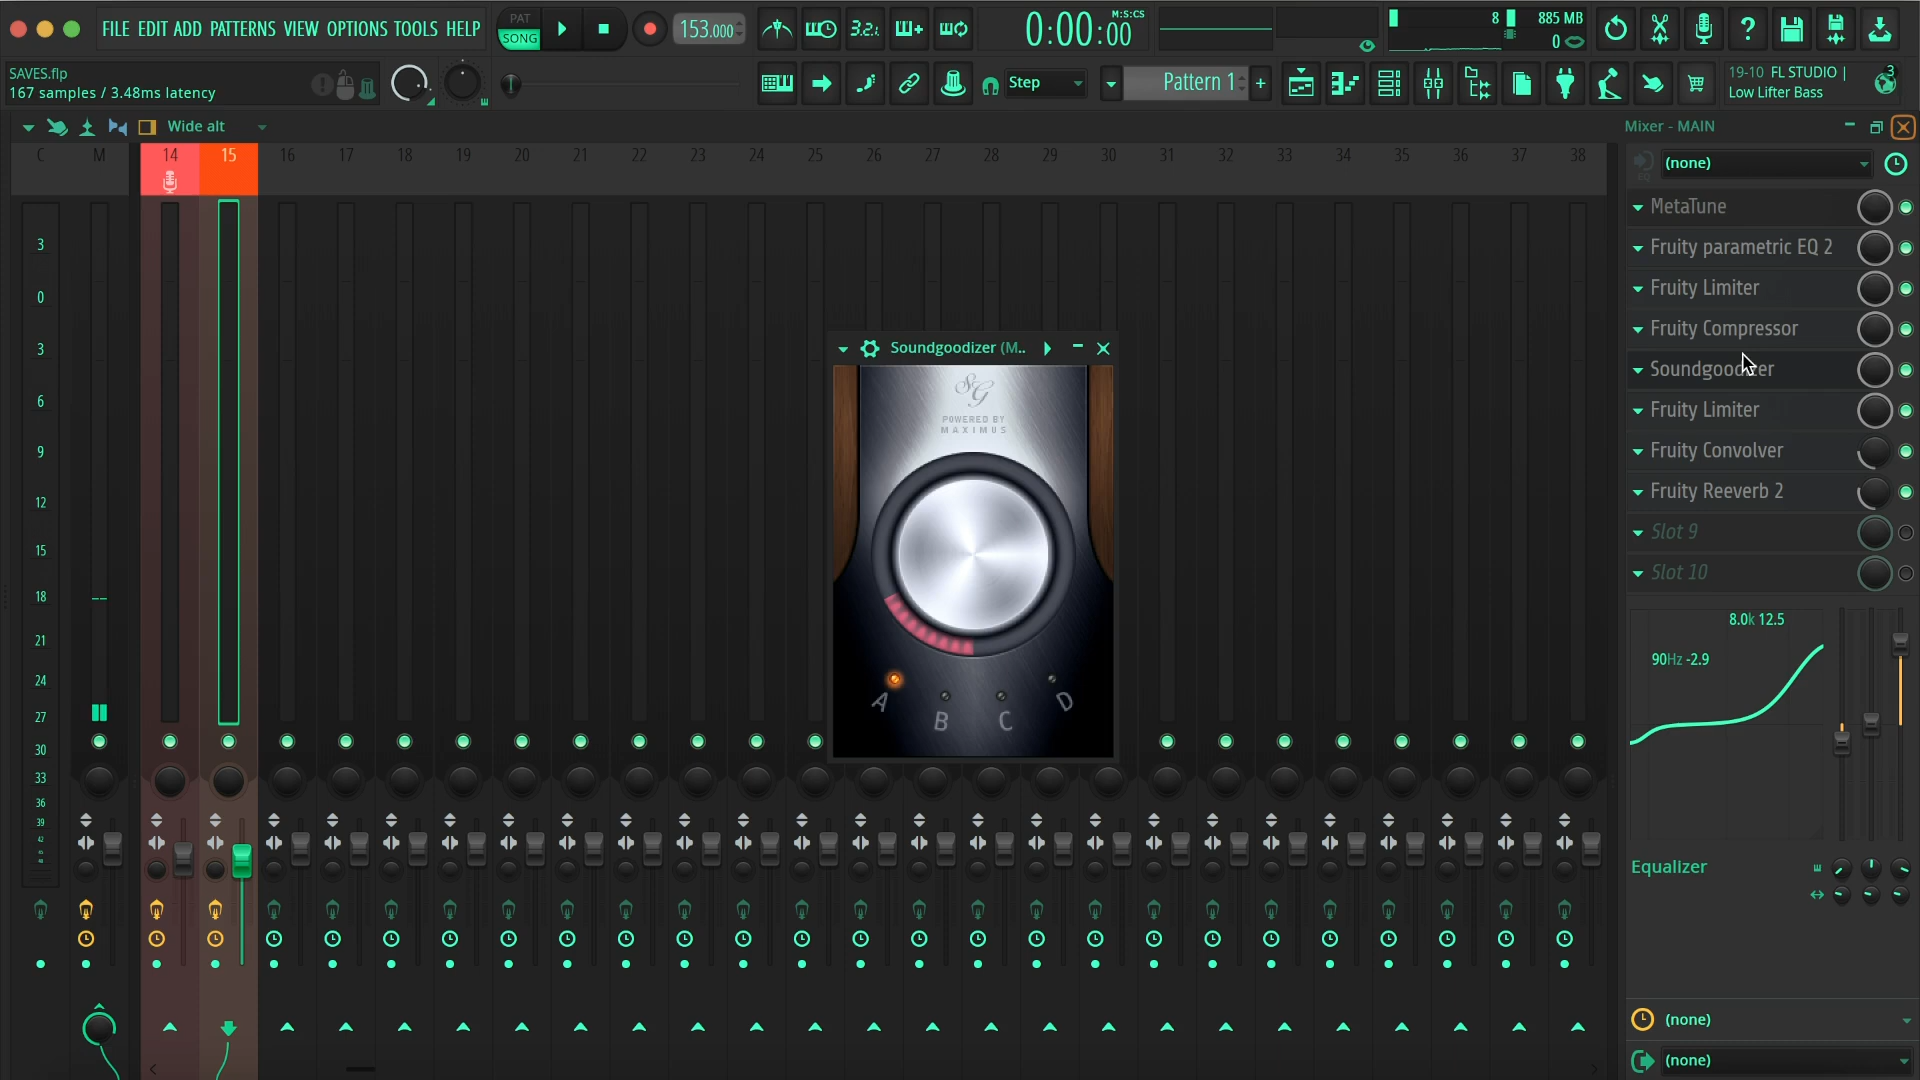 FILE EDIT ADD PATTERNS VIEW OPTIONS TOOLS HELP
PAT
SONG
153.000
3.2.
0:00:00
M:S:CS
8
885 MB
0
SAVES.flp
167 samples / 3.48ms latency
Step
Pattern 1
+
19-10 FL STUDIO |
Low Lifter Bass
3
Wide alt
Mixer - MAIN
C M 14 15 16 17 18 19 20 21 22 23 24 25 26 27 28 29 30 31 32 33 34 35 36 37 38
(none)
EQ
MetaTune
Fruity parametric EQ 2
Fruity Limiter
Fruity Compressor
Soundgoodizer
Fruity Limiter
Fruity Convolver
Fruity Reeverb 2
Slot 9
Slot 10
3
0
3
6
9
12
15
18
21
24
27
30
33
36
39
Soundgoodizer (M..
SG
POWERED BY
MAXIMUS
A B C D
8.0k 12.5
90Hz -2.9
Equalizer
(none)
(none)